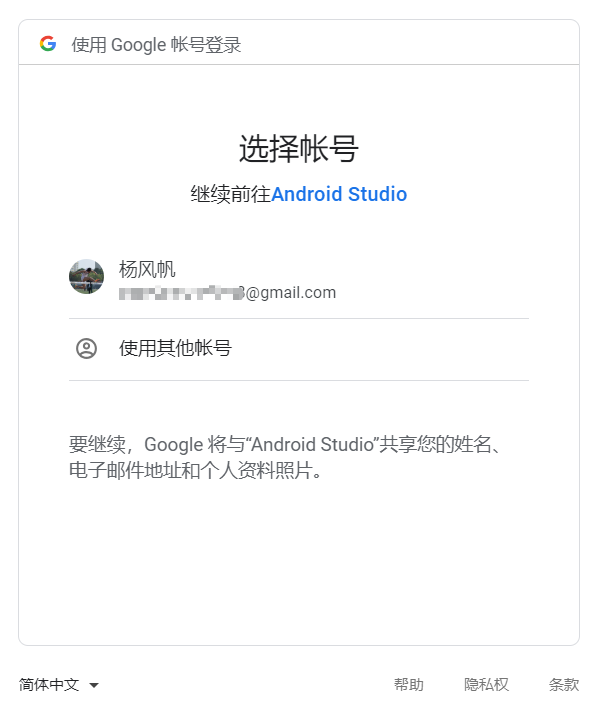 使用 Google 帐号登录
选择帐号
继续前往Android Studio
杨风帆
@gmail.com
使用其他帐号
要继续，Google 将与“Android Studio”共享您的姓名、
电子邮件地址和个人资料照片。
简体中文
帮助 隐私权 条款